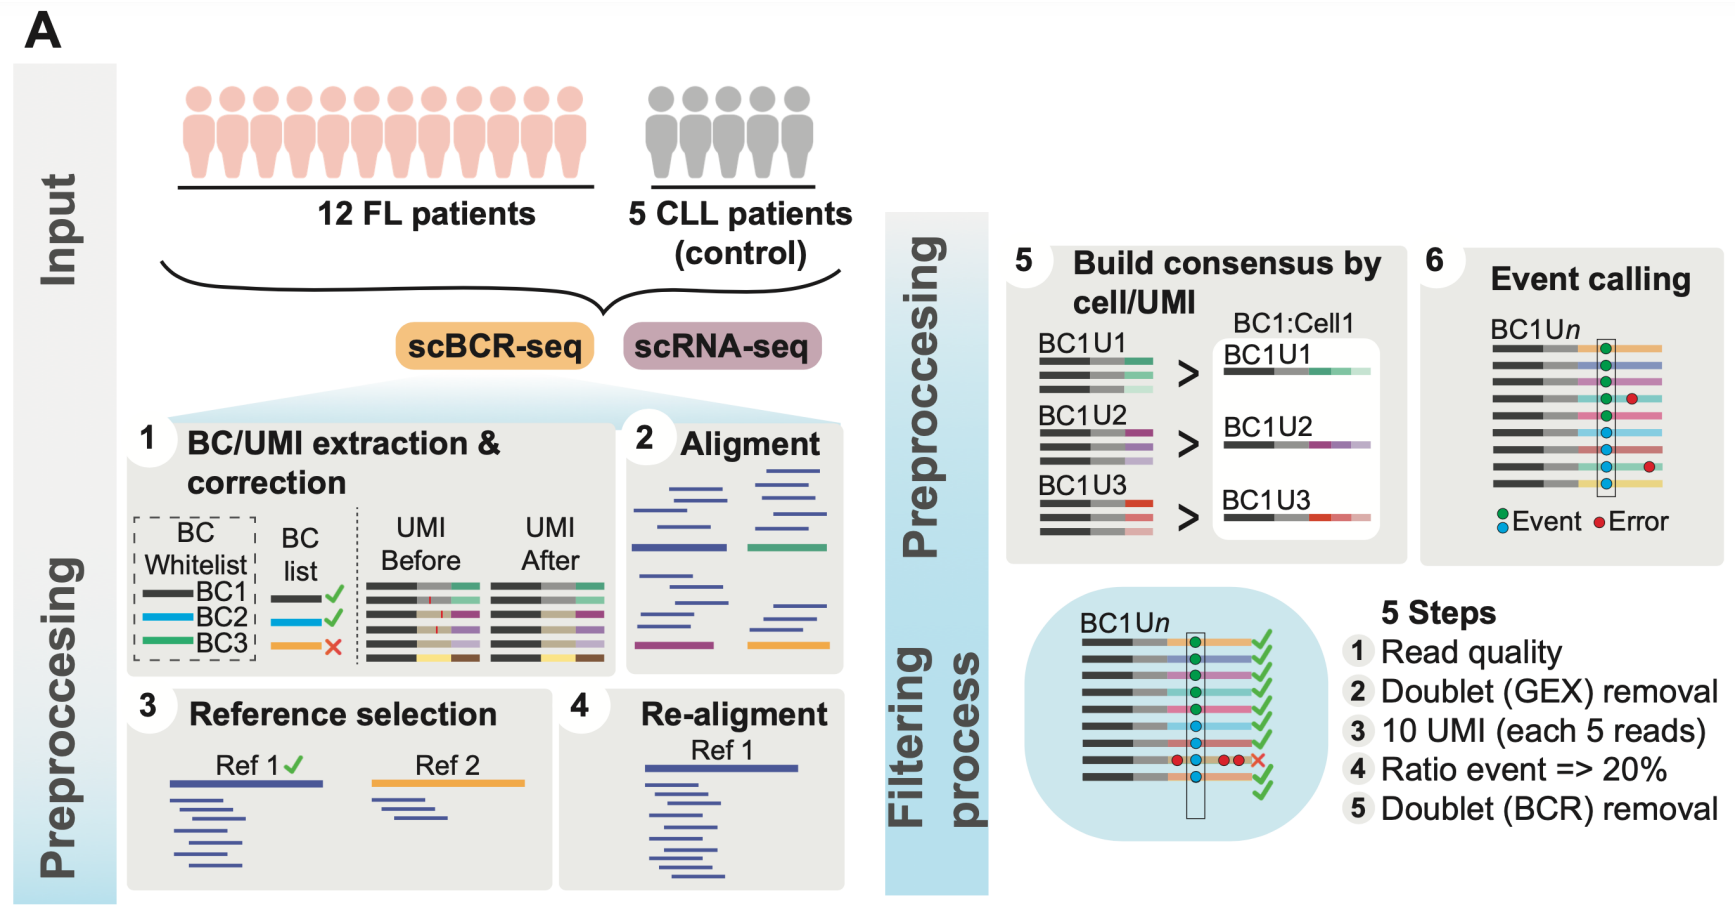 A
Input
12 FL patients
5 CLL patients
(control)
scBCR-seq
scRNA-seq
Preproccesing
1
BC/UMI extraction &
correction
BC
Whitelist
BC1
BC2
BC3
BC
list
UMI
Before
UMI
After
2
Aligment
3
Reference selection
Ref 1
Ref 2
4
Re-aligment
Ref 1
Preproccesing
5
Build consensus by
cell/UMI
BC1U1
BC1U2
BC1U3
>
>
>
BC1:Cell1
BC1U1
BC1U2
BC1U3
6
Event calling
BC1Un
Event
Error
Filtering
process
BC1Un
5 Steps
1 Read quality
2 Doublet (GEX) removal
3 10 UMI (each 5 reads)
4 Ratio event => 20%
5 Doublet (BCR) removal